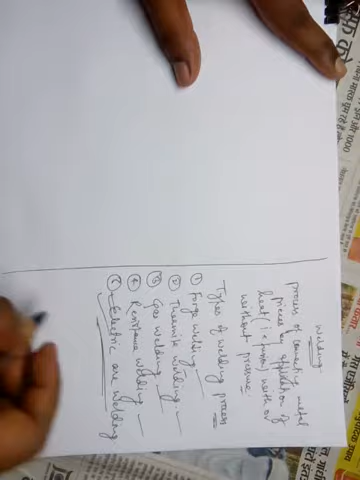 welding
process of connecting metal
pieces by application of
heat (i.e fusion) with or
without pressure
Types of welding process
① Forge welding
② Thermite welding
③ Gas welding
④ Resistance welding
⑤ Electric arc welding